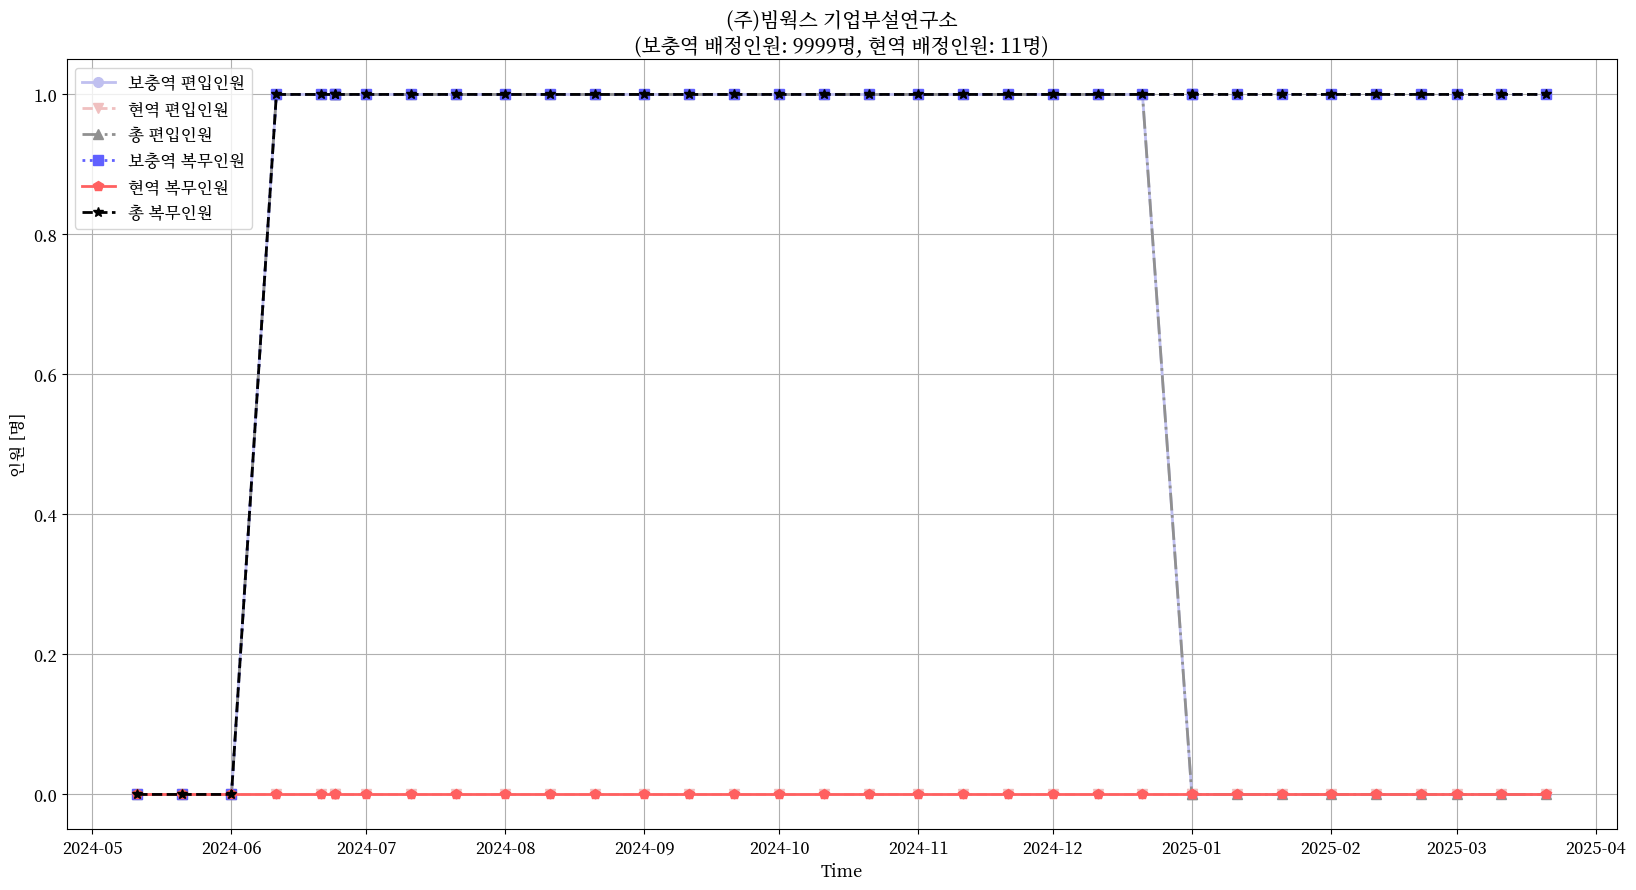 (주)빔웍스 기업부설연구소
(보충역 배정인원: 9999명, 현역 배정인원: 11명)
보충역 편입인원
현역 편입인원
총 편입인원
보충역 복무인원
현역 복무인원
총 복무인원
인원 [명]
1.0
0.8
0.6
0.4
0.2
0.0
2024-05
2024-06
2024-07
2024-08
2024-09
2024-10
2024-11
2024-12
2025-01
2025-02
2025-03
2025-04
Time